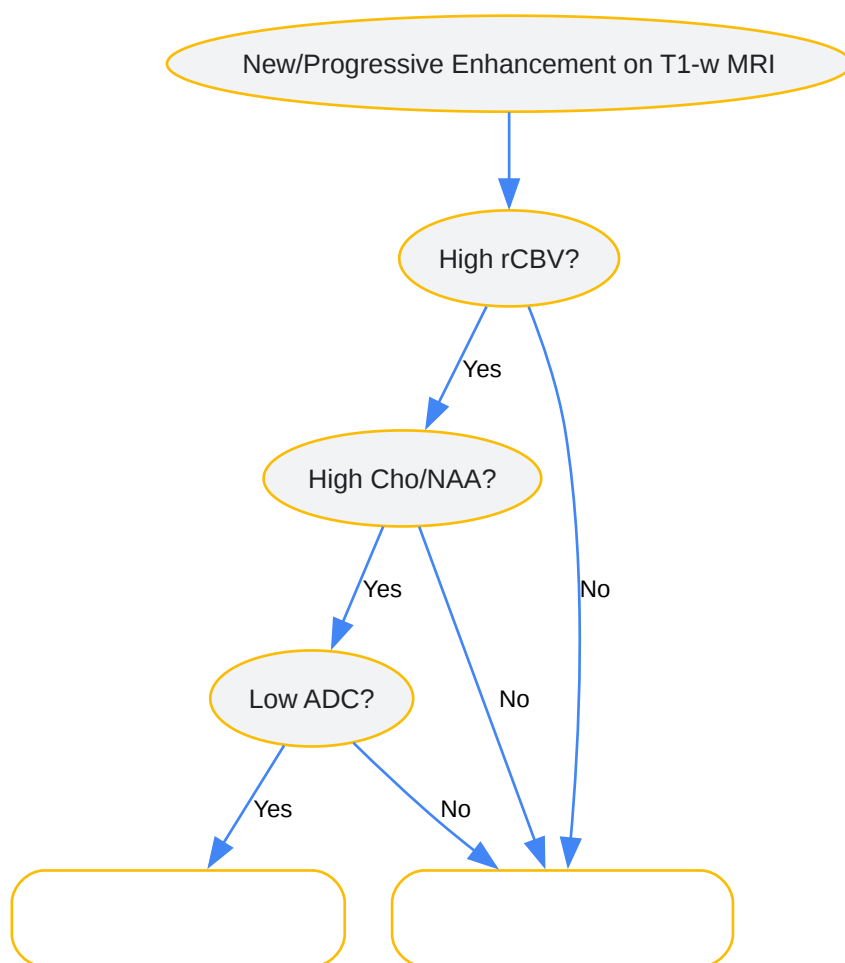 New/Progressive Enhancement on T1-w MRI
High rCBV?
Yes
High Cho/NAA?
Yes
No
Low ADC?
No
Yes
No